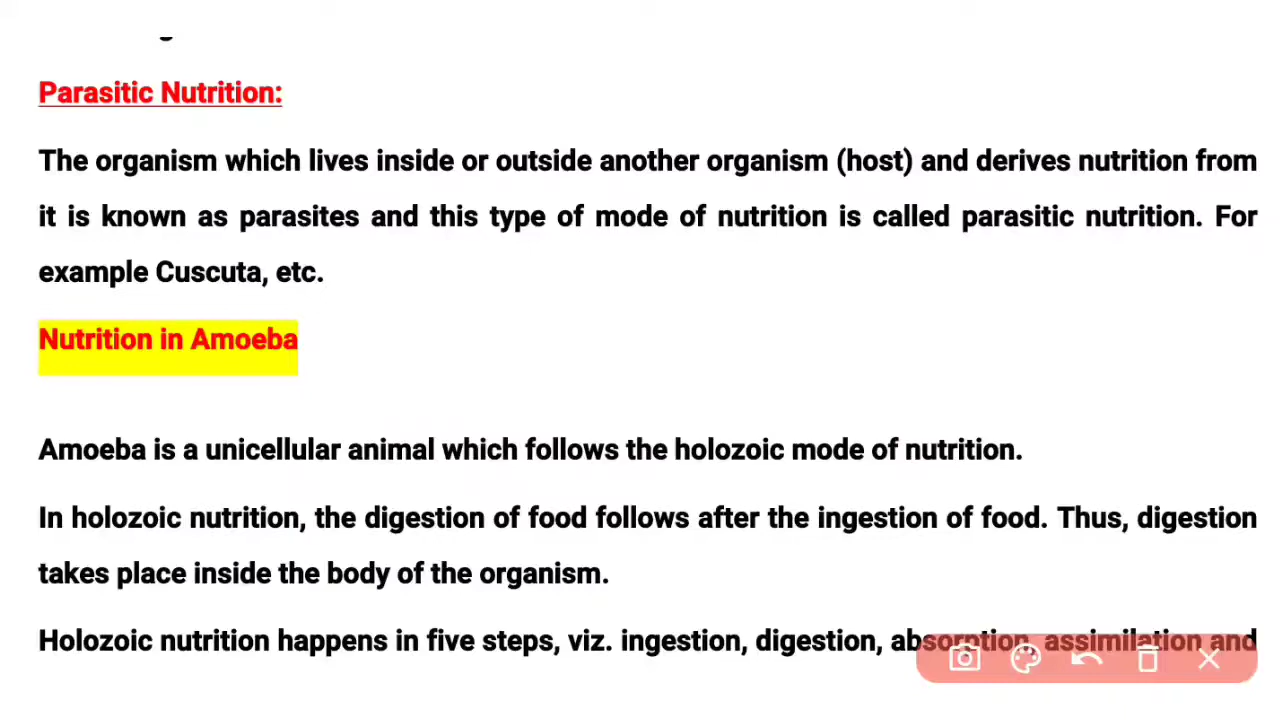 Parasitic Nutrition:
The organism which lives inside or outside another organism (host) and derives nutrition from
it is known as parasites and this type of mode of nutrition is called parasitic nutrition. For
example Cuscuta, etc.
Nutrition in Amoeba
Amoeba is a unicellular animal which follows the holozoic mode of nutrition.
In holozoic nutrition, the digestion of food follows after the ingestion of food. Thus, digestion
takes place inside the body of the organism.
Holozoic nutrition happens in five steps, viz. ingestion, digestion, absorption, assimilation and